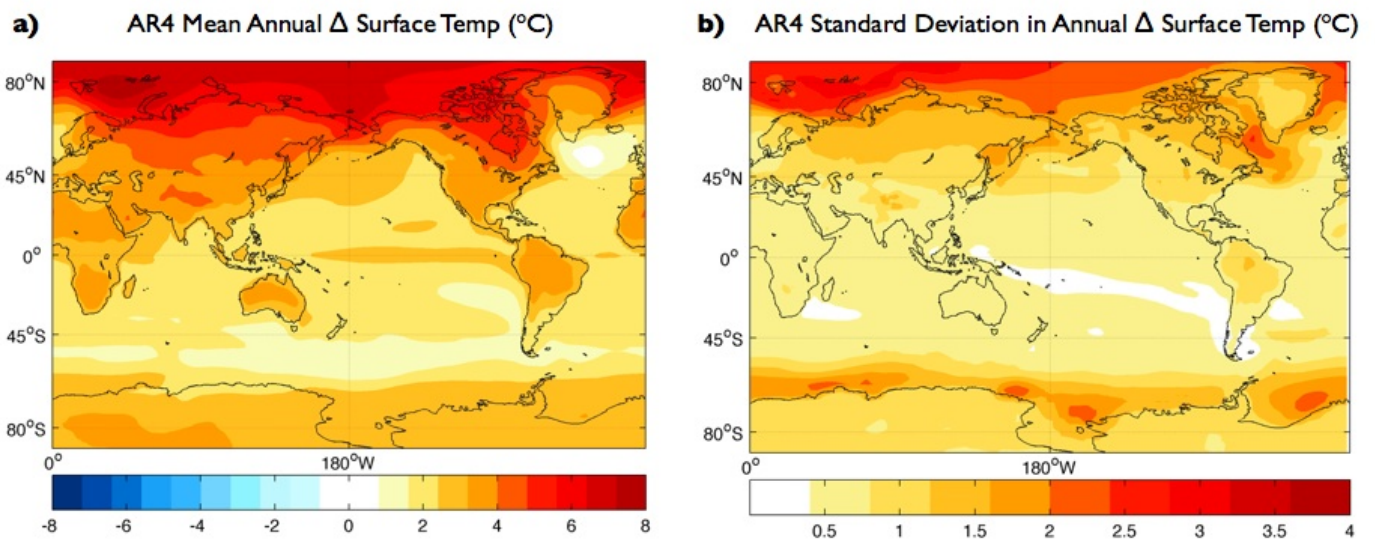 a) AR4 Mean Annual Δ Surface Temp (°C)
80°N
45°N
0°
45°S
80°S
0° 180°W
-8 -6 -4 -2 0 2 4 6 8
b) AR4 Standard Deviation in Annual Δ Surface Temp (°C)
80°N
45°N
0°
45°S
80°S
0° 180°W
0.5 1 1.5 2 2.5 3 3.5 4